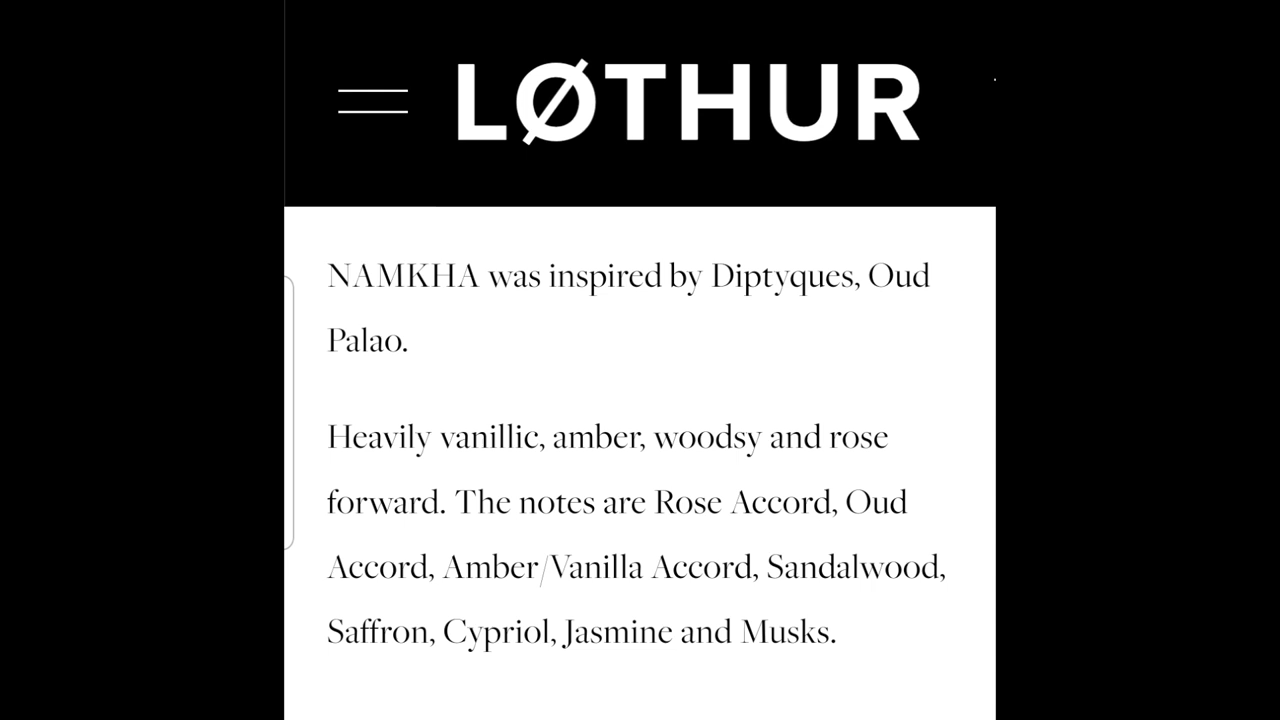 LØTHUR
NAMKHA was inspired by Diptyques, Oud
Palao.
Heavily vanillic, amber, woodsy and rose
forward. The notes are Rose Accord, Oud
Accord, Amber/Vanilla Accord, Sandalwood,
Saffron, Cypriol, Jasmine and Musks.